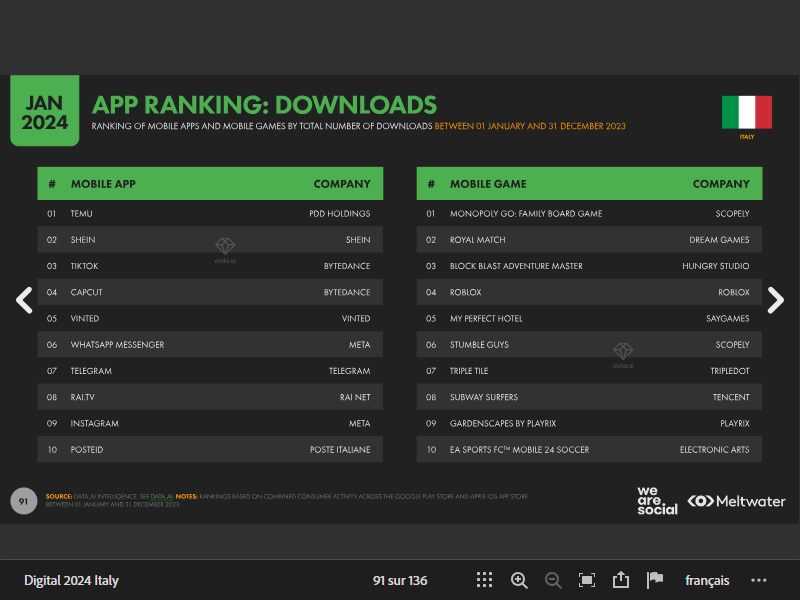 JAN
2024
APP RANKING: DOWNLOADS
RANKING OF MOBILE APPS AND MOBILE GAMES BY TOTAL NUMBER OF DOWNLOADS BETWEEN 01 JANUARY AND 31 DECEMBER 2023
ITALY
# MOBILE APP COMPANY
01 TEMU PDD HOLDINGS
02 SHEIN SHEIN
03 TIKTOK BYTEDANCE
04 CAPCUT BYTEDANCE
05 VINTED VINTED
06 WHATSAPP MESSENGER META
07 TELEGRAM TELEGRAM
08 RAI.TV RAI NET
09 INSTAGRAM META
10 POSTEID POSTE ITALIANE
data.ai
# MOBILE GAME COMPANY
01 MONOPOLY GO: FAMILY BOARD GAME SCOPELY
02 ROYAL MATCH DREAM GAMES
03 BLOCK BLAST ADVENTURE MASTER HUNGRY STUDIO
04 ROBLOX ROBLOX
05 MY PERFECT HOTEL SAYGAMES
06 STUMBLE GUYS SCOPELY
07 TRIPLE TILE TRIPLEDOT
08 SUBWAY SURFERS TENCENT
09 GARDENSCAPES BY PLAYRIX PLAYRIX
10 EA SPORTS FC™ MOBILE 24 SOCCER ELECTRONIC ARTS
data.ai
91
SOURCE: DATA.AI INTELLIGENCE. SEE DATA.AI. NOTES: RANKINGS BASED ON COMBINED CONSUMER ACTIVITY ACROSS THE GOOGLE PLAY STORE AND APPLE IOS APP STORE
BETWEEN 01 JANUARY AND 31 DECEMBER 2023.
we
are
social
Meltwater
Digital 2024 Italy
91 sur 136
français